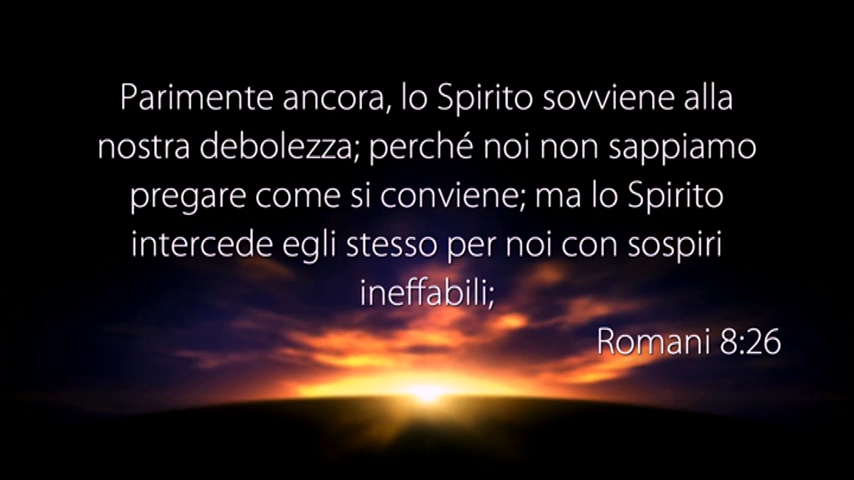 Parimente ancora, lo Spirito sovviene alla
nostra debolezza; perché noi non sappiamo
pregare come si conviene; ma lo Spirito
intercede egli stesso per noi con sospiri
ineffabili;
Romani 8:26